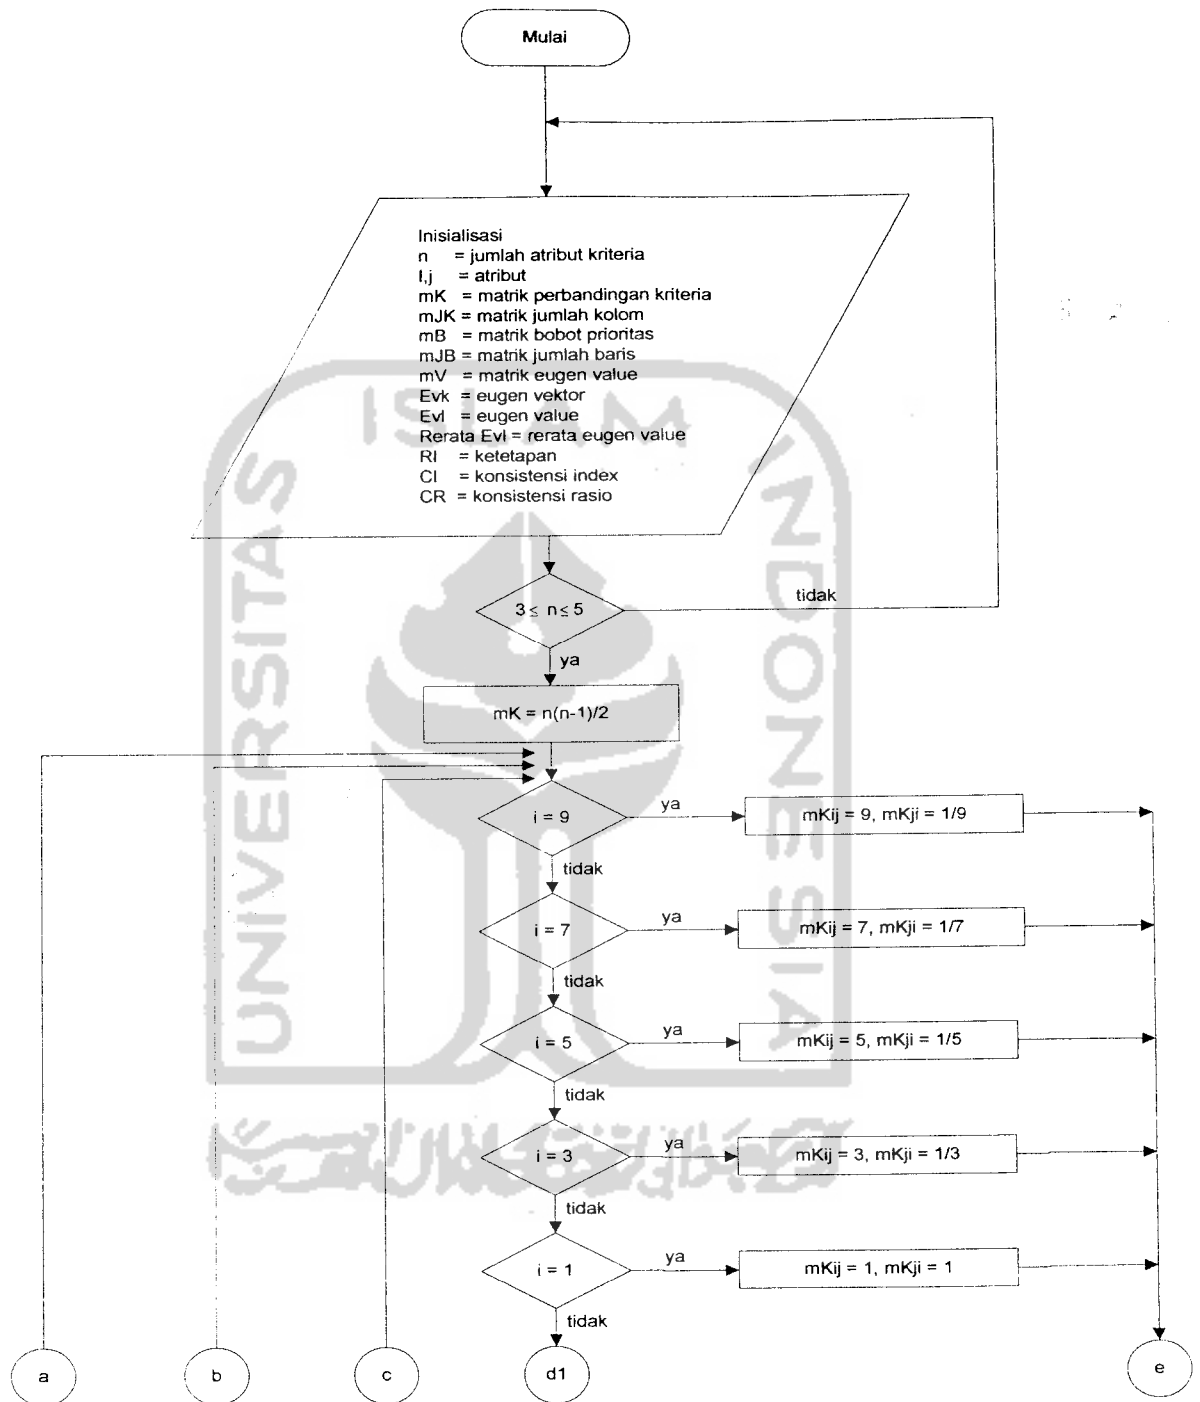 Mulai
Inisialisasi
n = jumlah atribut kriteria
I,j = atribut
mK = matrik perbandingan kriteria
mJK = matrik jumlah kolom
mB = matrik bobot prioritas
mJB = matrik jumlah baris
mV = matrik eugen value
Evk = eugen vektor
Evl = eugen value
Rerata Evl = rerata eugen value
RI = ketetapan
CI = konsistensi index
CR = konsistensi rasio
3 ≤ n ≤ 5
tidak
ya
mK = n(n-1)/2
i = 9
ya
mKij = 9, mKji = 1/9
tidak
i = 7
ya
mKij = 7, mKji = 1/7
tidak
i = 5
ya
mKij = 5, mKji = 1/5
tidak
i = 3
ya
mKij = 3, mKji = 1/3
tidak
i = 1
ya
mKij = 1, mKji = 1
tidak
a
b
c
d1
e
UNIVERSITAS
ISLAM
INDONESIA